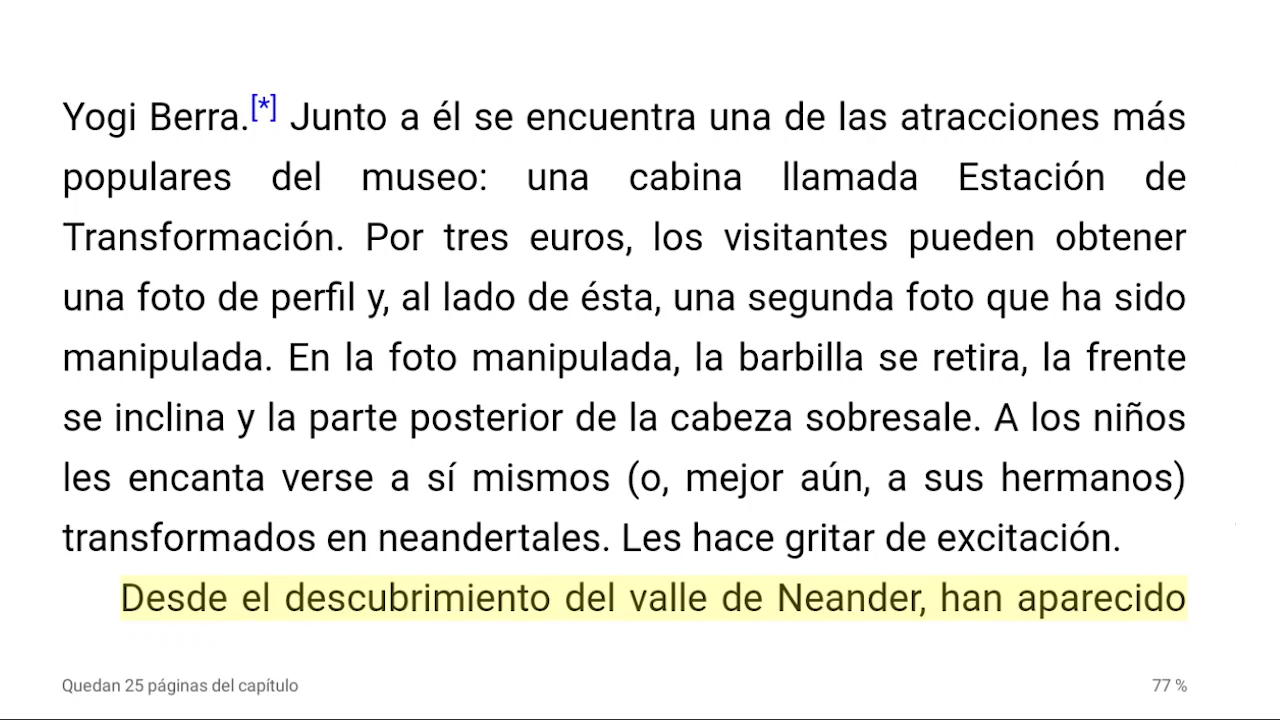 Yogi Berra.[*] Junto a él se encuentra una de las atracciones más
populares del museo: una cabina llamada Estación de
Transformación. Por tres euros, los visitantes pueden obtener
una foto de perfil y, al lado de ésta, una segunda foto que ha sido
manipulada. En la foto manipulada, la barbilla se retira, la frente
se inclina y la parte posterior de la cabeza sobresale. A los niños
les encanta verse a sí mismos (o, mejor aún, a sus hermanos)
transformados en neandertales. Les hace gritar de excitación.
Desde el descubrimiento del valle de Neander, han aparecido
Quedan 25 páginas del capítulo 77 %